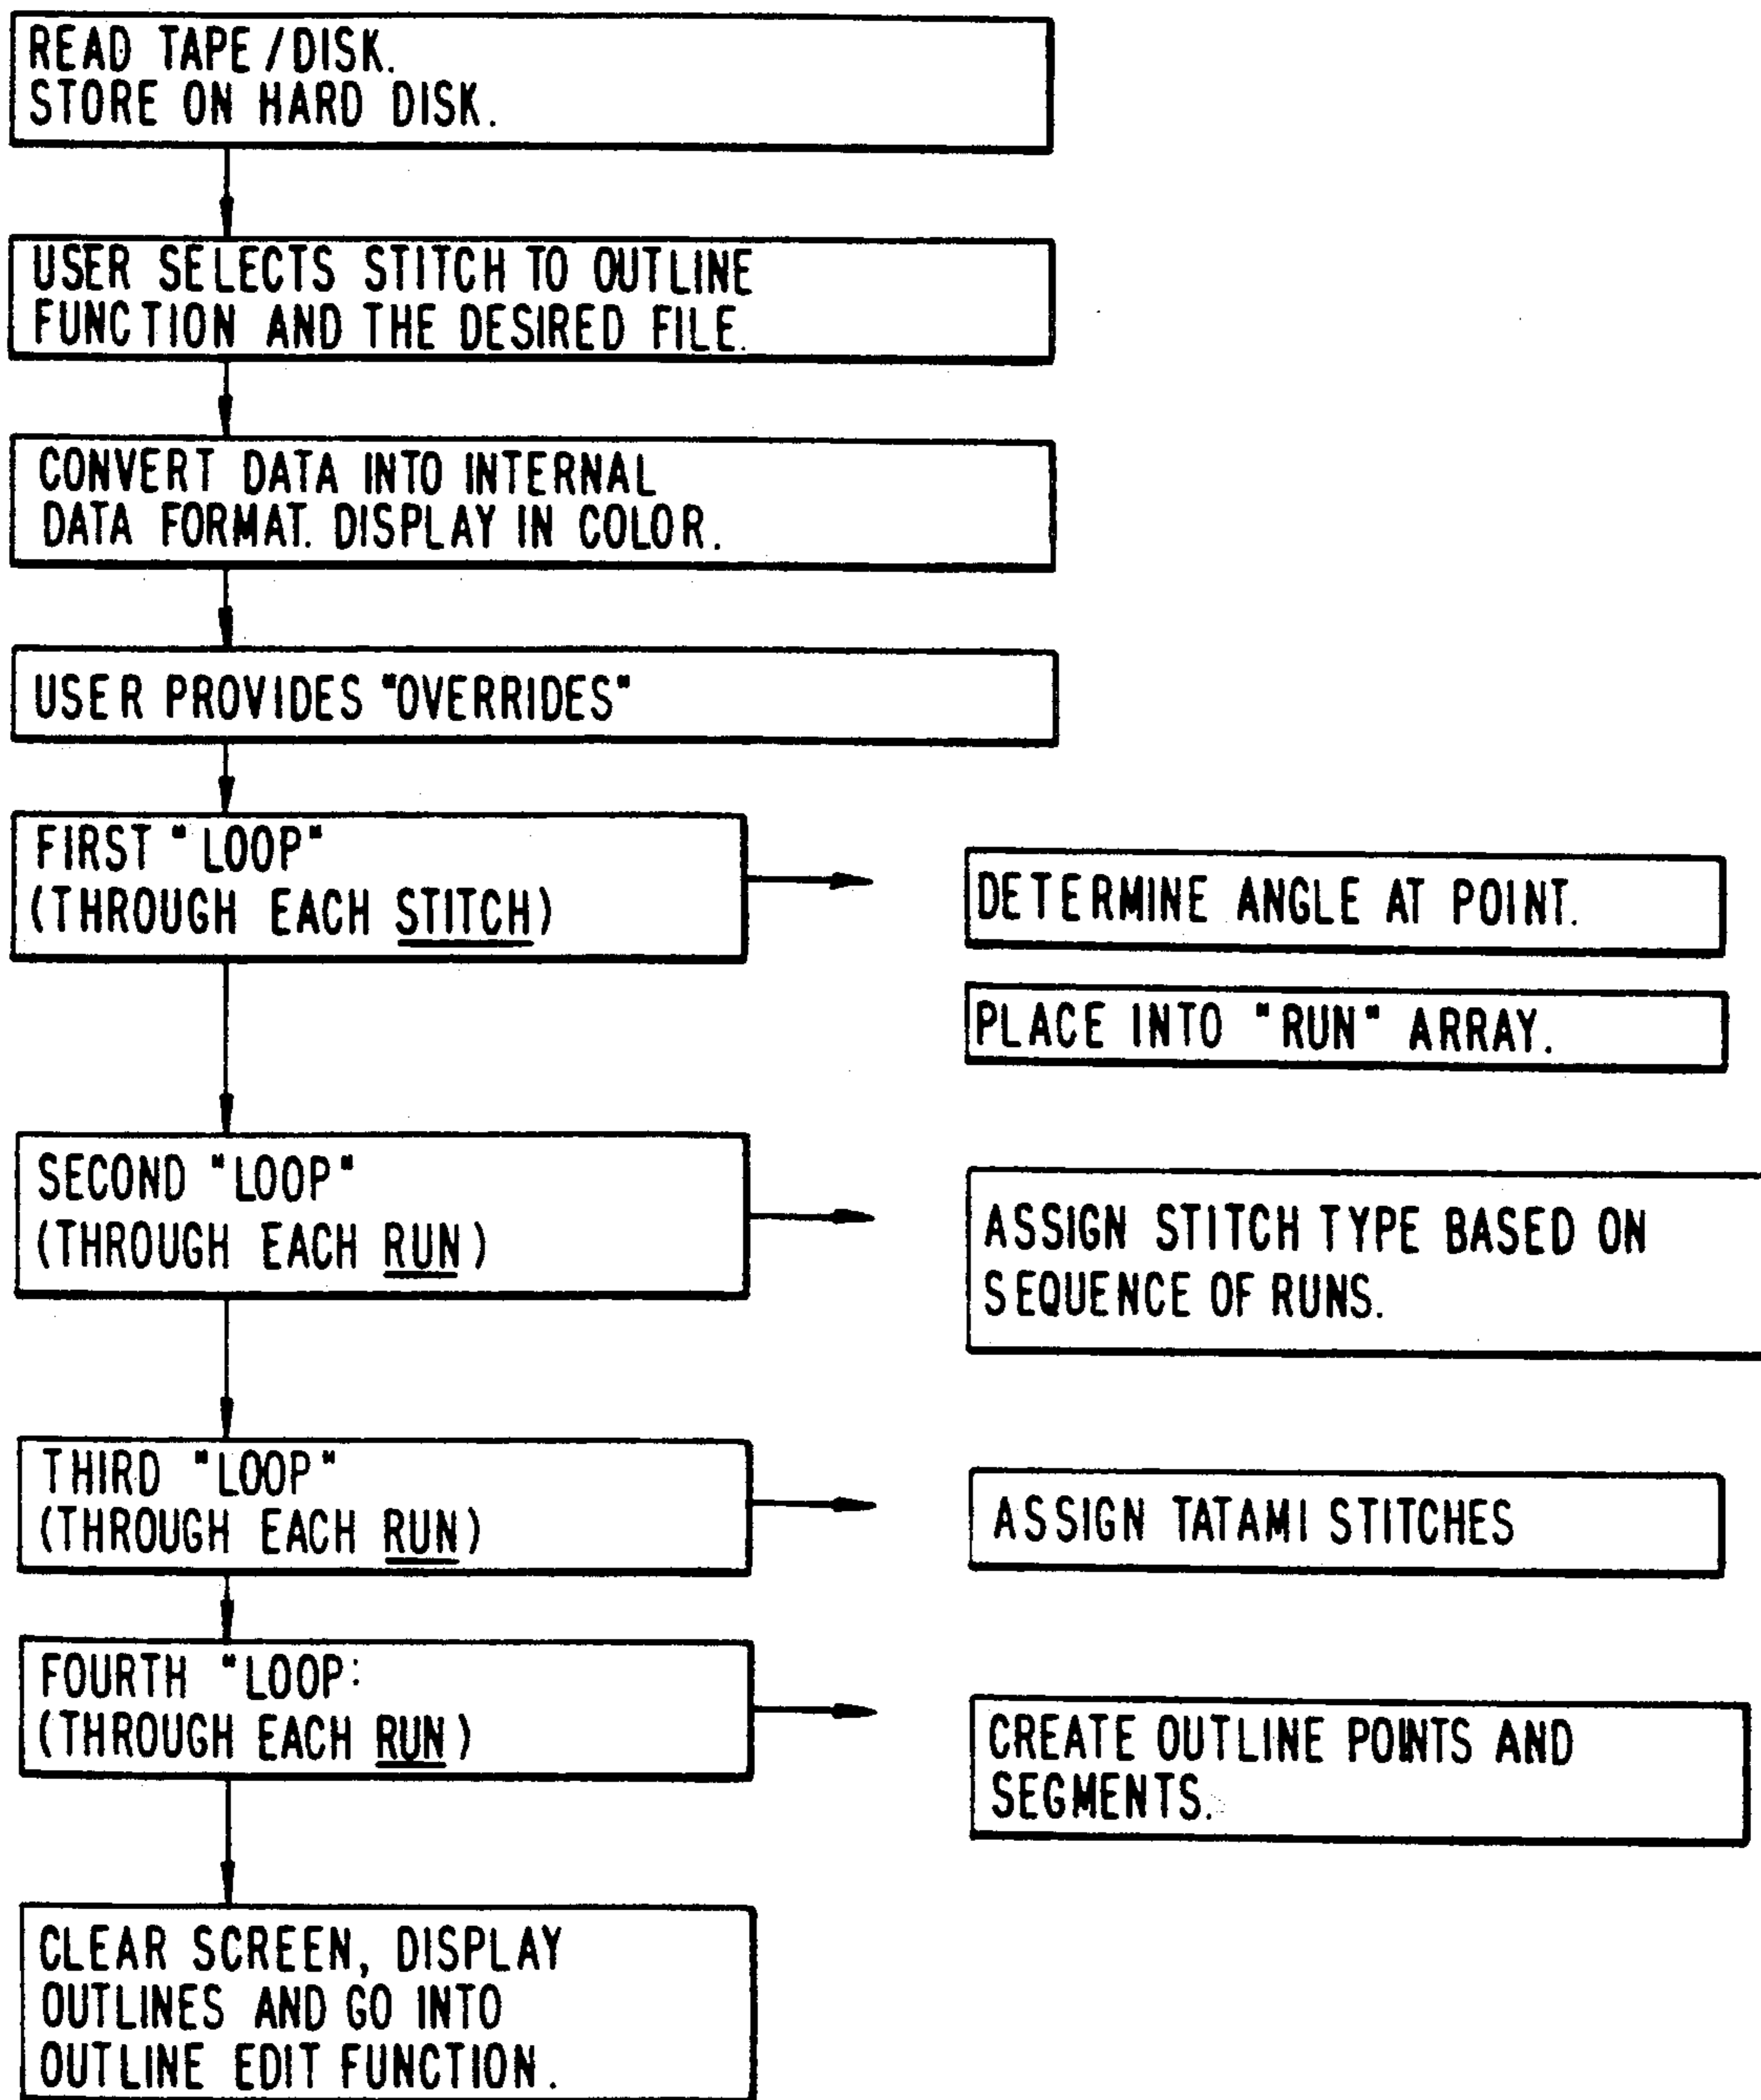 READ TAPE/DISK.
STORE ON HARD DISK.
USER SELECTS STITCH TO OUTLINE
FUNCTION AND THE DESIRED FILE.
CONVERT DATA INTO INTERNAL
DATA FORMAT. DISPLAY IN COLOR.
USER PROVIDES "OVERRIDES"
FIRST "LOOP"
(THROUGH EACH STITCH)
DETERMINE ANGLE AT POINT.
PLACE INTO "RUN" ARRAY.
SECOND "LOOP"
(THROUGH EACH RUN)
ASSIGN STITCH TYPE BASED ON
SEQUENCE OF RUNS.
THIRD "LOOP"
(THROUGH EACH RUN)
ASSIGN TATAMI STITCHES
FOURTH "LOOP:
(THROUGH EACH RUN)
CREATE OUTLINE POINTS AND
SEGMENTS.
CLEAR SCREEN, DISPLAY
OUTLINES AND GO INTO
OUTLINE EDIT FUNCTION.